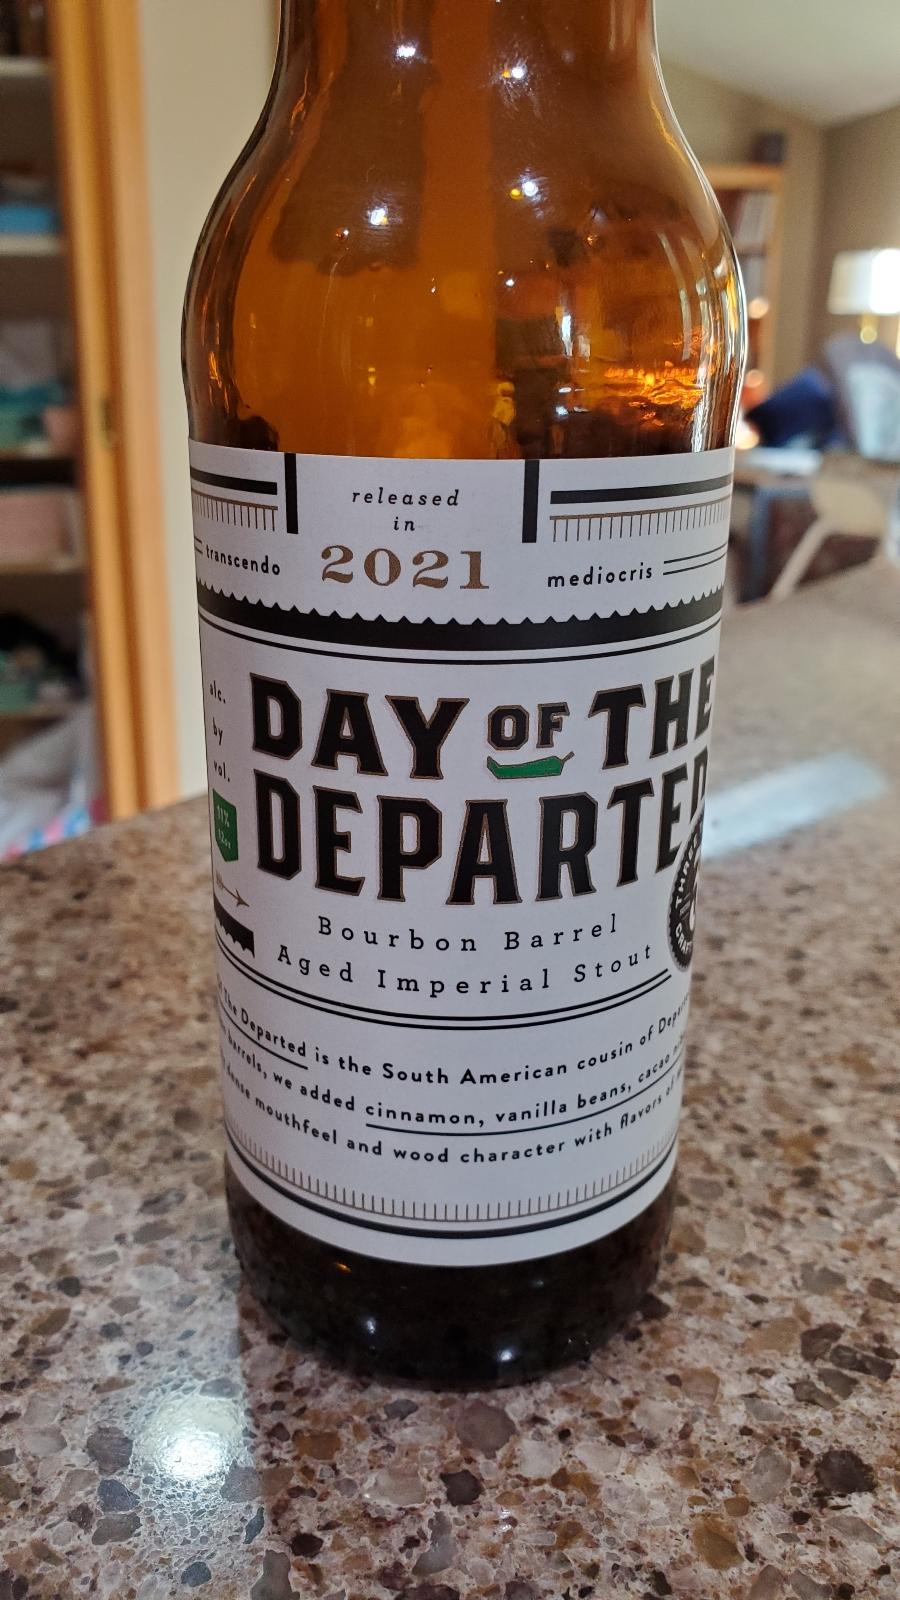 released
in
2021
transcendo
mediocris
DAY OF THE
DEPARTED
alc.
by
vol.
11%
12oz
Bourbon Barrel
Aged Imperial Stout
The Departed is the South American cousin of
barrels, we added cinnamon, vanilla beans, cacao
dense mouthfeel and wood character with flavors of